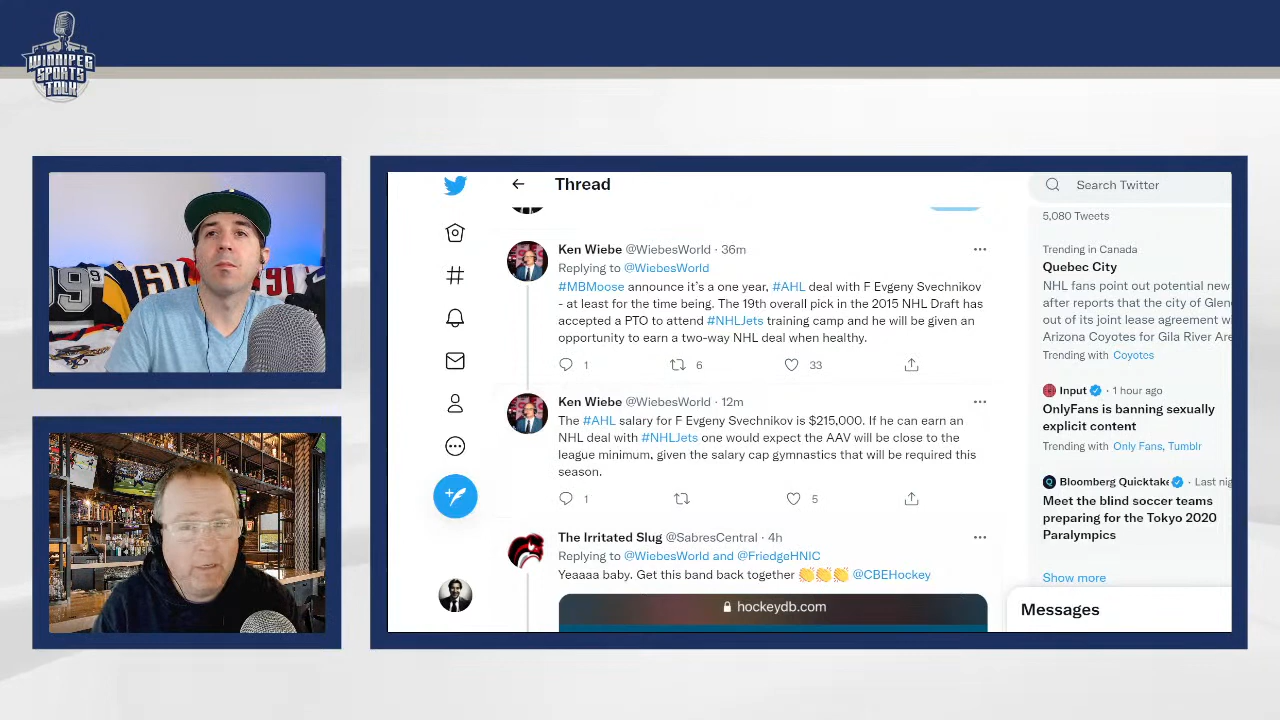 WINNIPEG
SPORTS
TALK
99
61
91
Thread
Search Twitter
5,080 Tweets
Ken Wiebe @WiebesWorld · 36m
Replying to @WiebesWorld
#MBMoose announce it's a one year, #AHL deal with F Evgeny Svechnikov
- at least for the time being. The 19th overall pick in the 2015 NHL Draft has
accepted a PTO to attend #NHLJets training camp and he will be given an
opportunity to earn a two-way NHL deal when healthy.
1 6 33
Ken Wiebe @WiebesWorld · 12m
The #AHL salary for F Evgeny Svechnikov is $215,000. If he can earn an
NHL deal with #NHLJets one would expect the AAV will be close to the
league minimum, given the salary cap gymnastics that will be required this
season.
1 5
The Irritated Slug @SabresCentral · 4h
Replying to @WiebesWorld and @FriedgeHNIC
Yeaaaa baby. Get this band back together 👏👏👏 @CBEHockey
hockeydb.com
Trending in Canada
Quebec City
NHL fans point out potential new
after reports that the city of Glen
out of its joint lease agreement w
Arizona Coyotes for Gila River Are
Trending with Coyotes
Input · 1 hour ago
OnlyFans is banning sexually
explicit content
Trending with Only Fans, Tumblr
Bloomberg Quicktake · Last nig
Meet the blind soccer teams
preparing for the Tokyo 2020
Paralympics
Show more
Messages